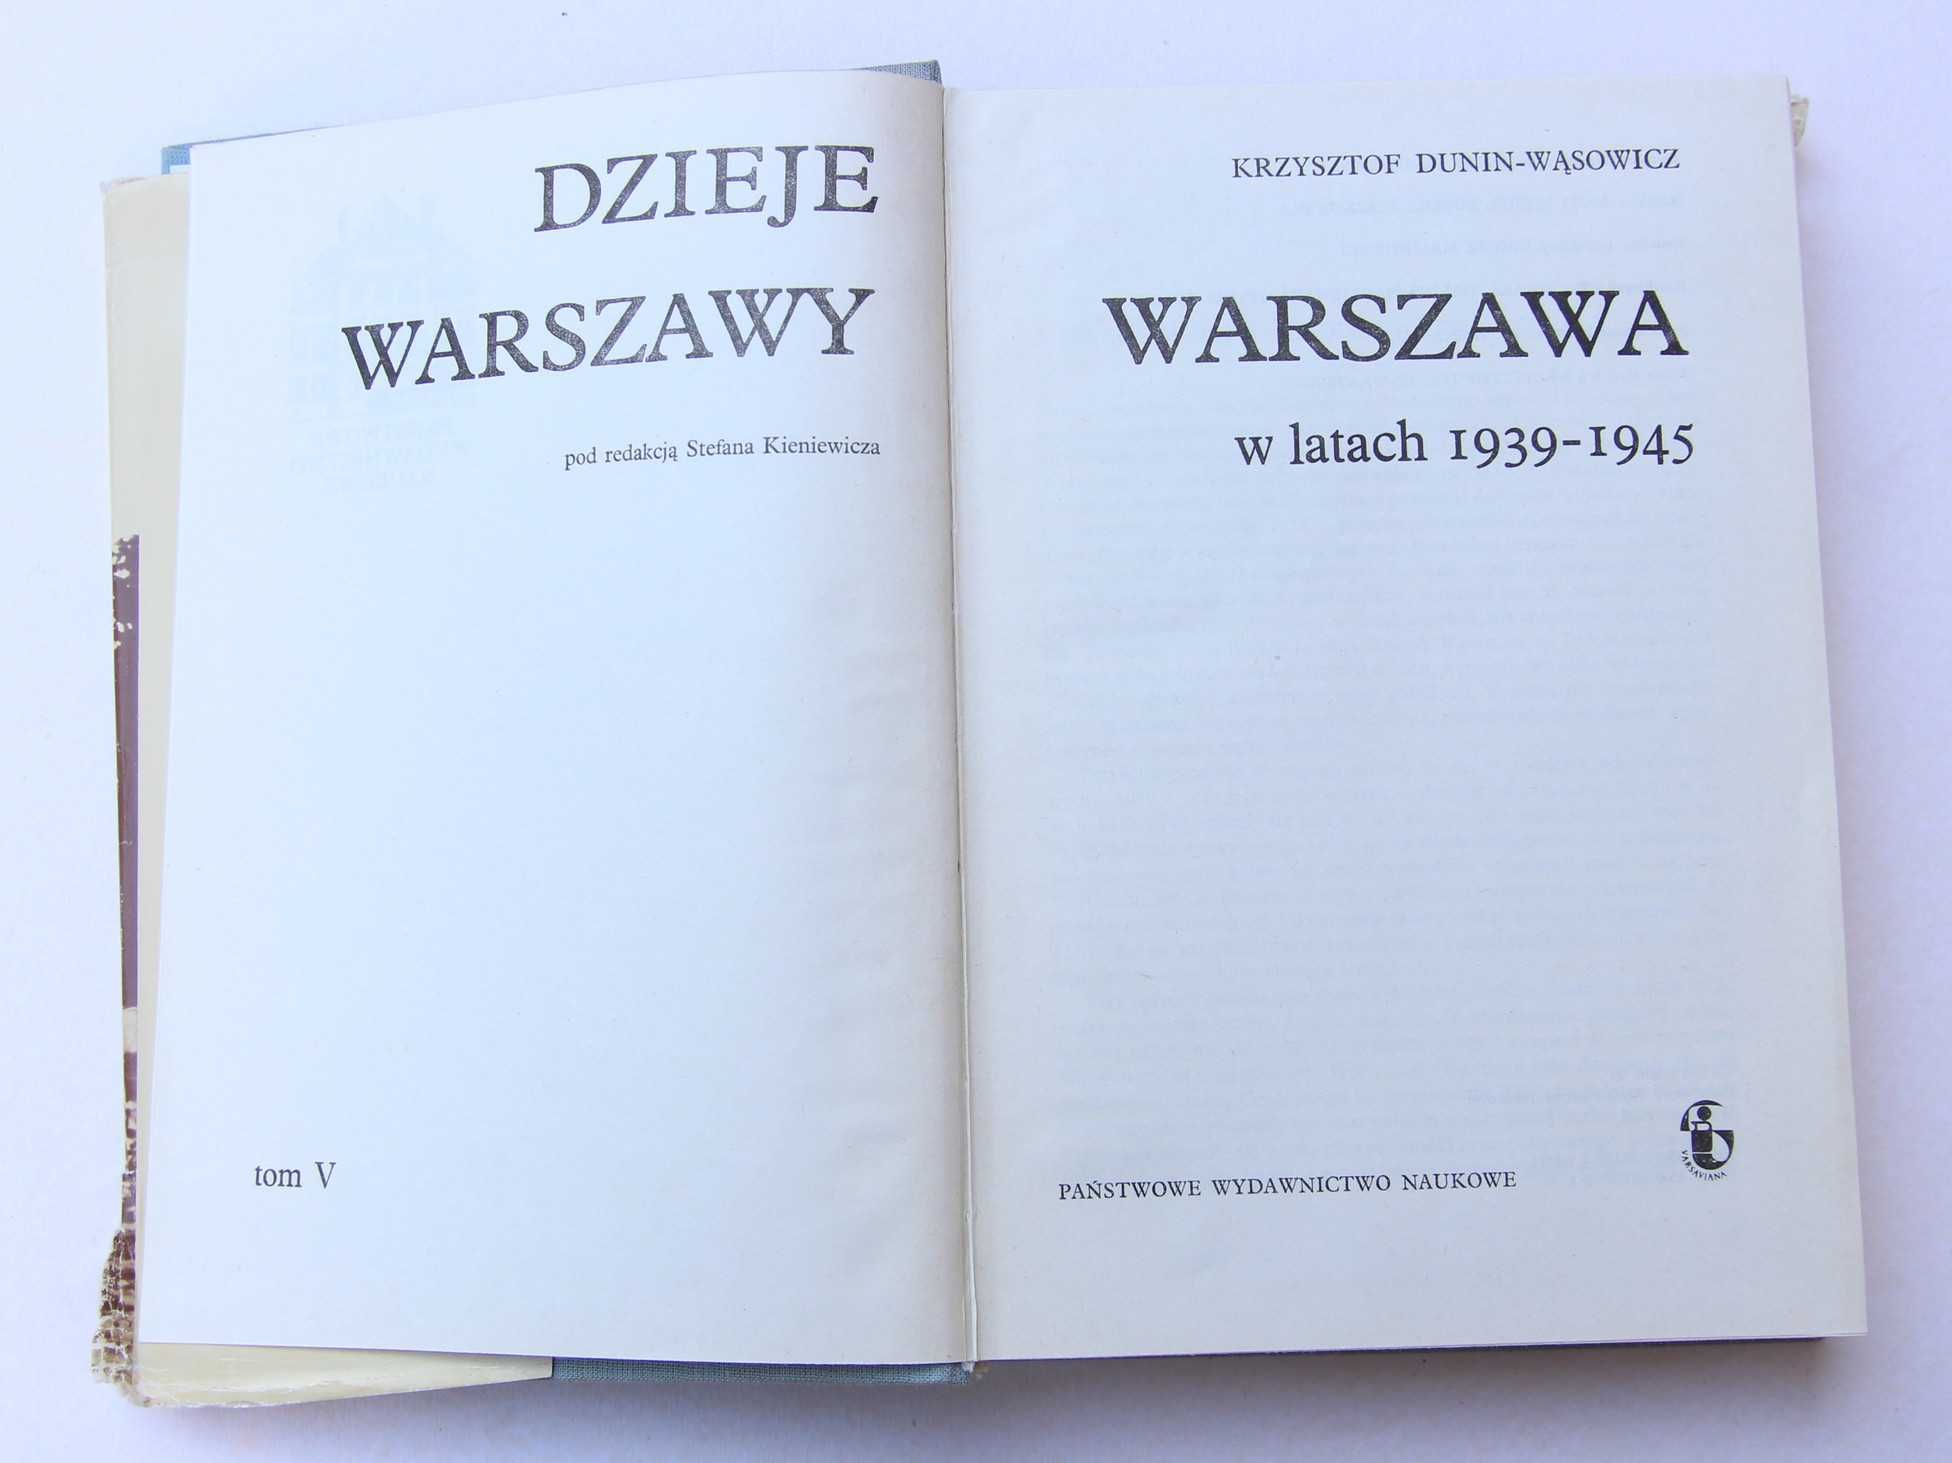 DZIEJE
WARSZAWY
pod redakcją Stefana Kieniewicza
tom V
KRZYSZTOF DUNIN-WĄSOWICZ
WARSZAWA
w latach 1939-1945
PAŃSTWOWE WYDAWNICTWO NAUKOWE
VARSAVIANA